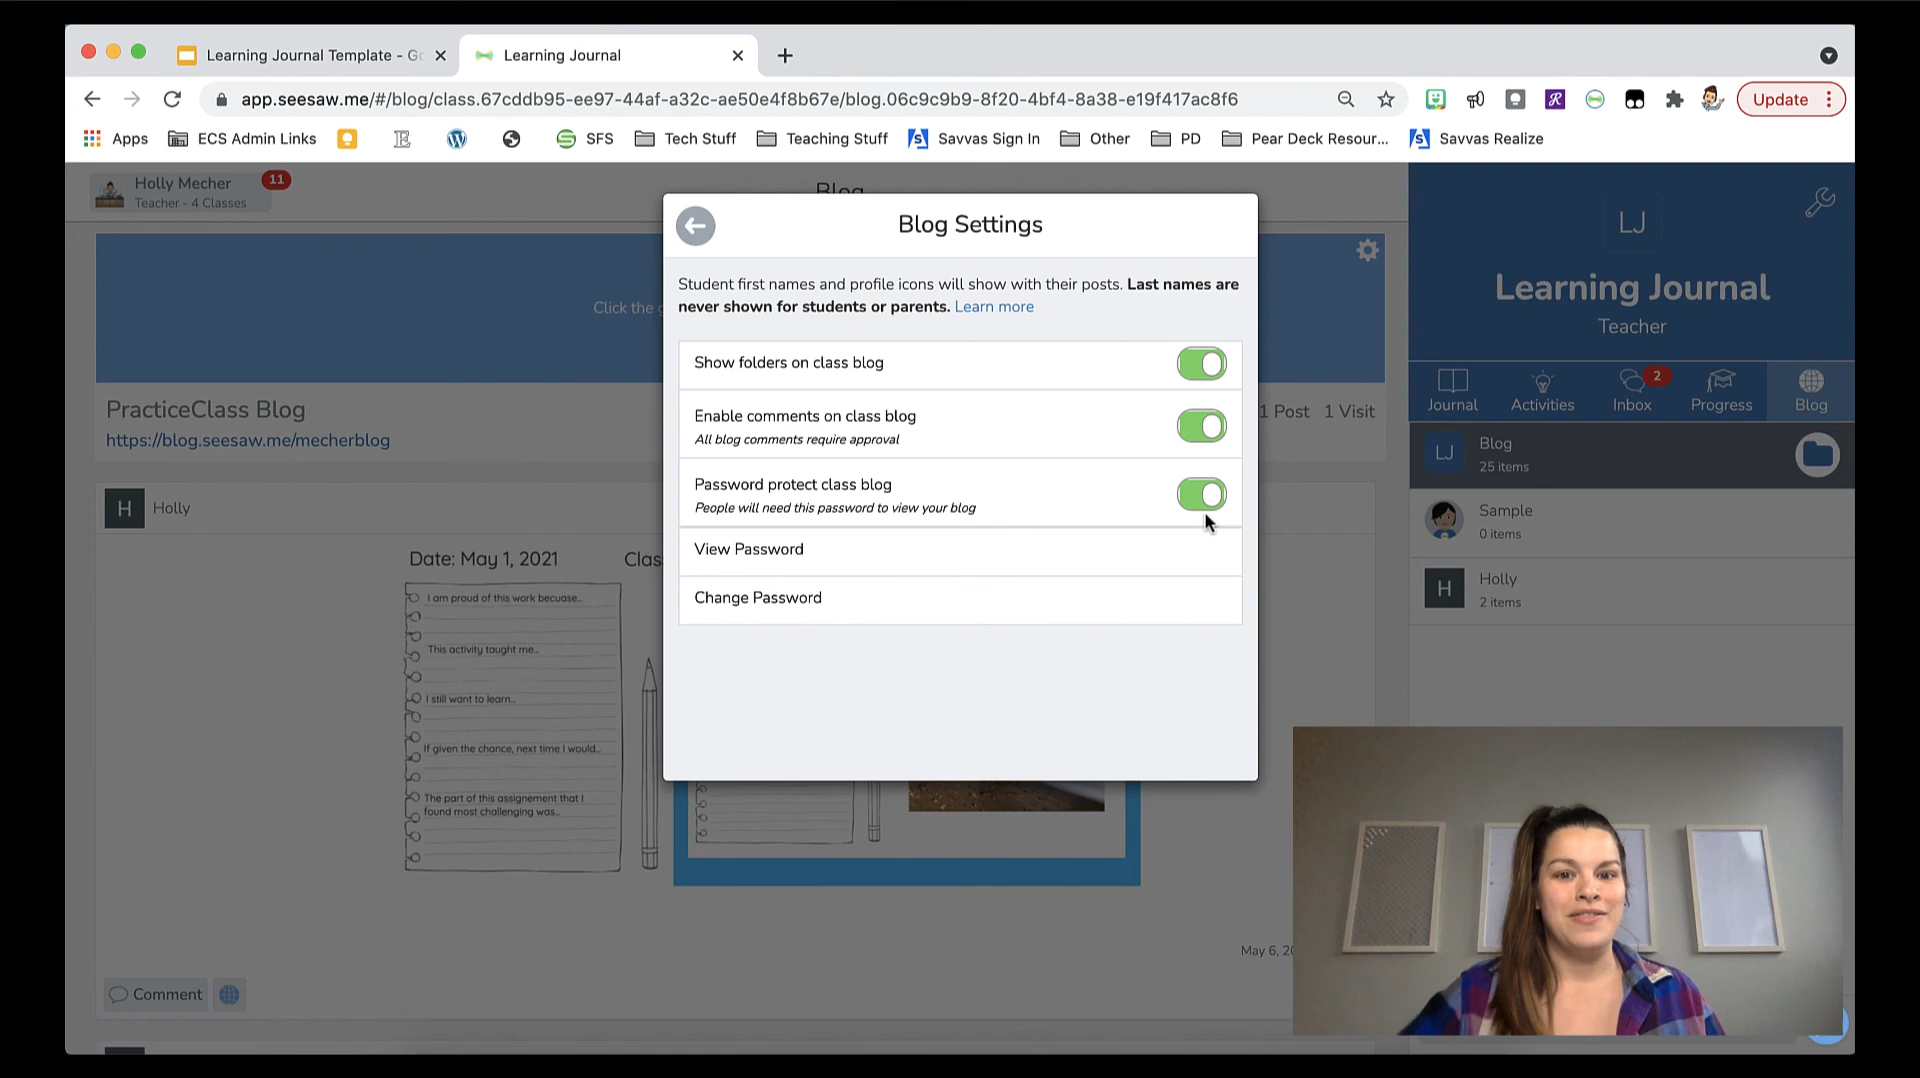 Learning Journal Template - Go
Learning Journal
app.seesaw.me/#/blog/class.67cddb95-ee97-44af-a32c-ae50e4f8b67e/blog.06c9c9b9-8f20-4bf4-8a38-e19f417ac8f6
Update
Apps
ECS Admin Links
SFS
Tech Stuff
Teaching Stuff
Savvas Sign In
Other
PD
Pear Deck Resour...
Savvas Realize
Holly Mecher
Teacher - 4 Classes
11
Blog
Click the g
PracticeClass Blog
https://blog.seesaw.me/mecherblog
1 Post 1 Visit
H Holly
Date: May 1, 2021
Clas
I am proud of this work becuase...
This activity taught me...
I still want to learn...
If given the chance, next time I would...
The part of this assignement that I
found most challenging was...
May 6, 20
Comment
Blog Settings
Student first names and profile icons will show with their posts. Last names are
never shown for students or parents. Learn more
Show folders on class blog
Enable comments on class blog
All blog comments require approval
Password protect class blog
People will need this password to view your blog
View Password
Change Password
LJ
Learning Journal
Teacher
Journal
Activities
Inbox
2
Progress
Blog
LJ
Blog
25 items
Sample
0 items
H
Holly
2 items